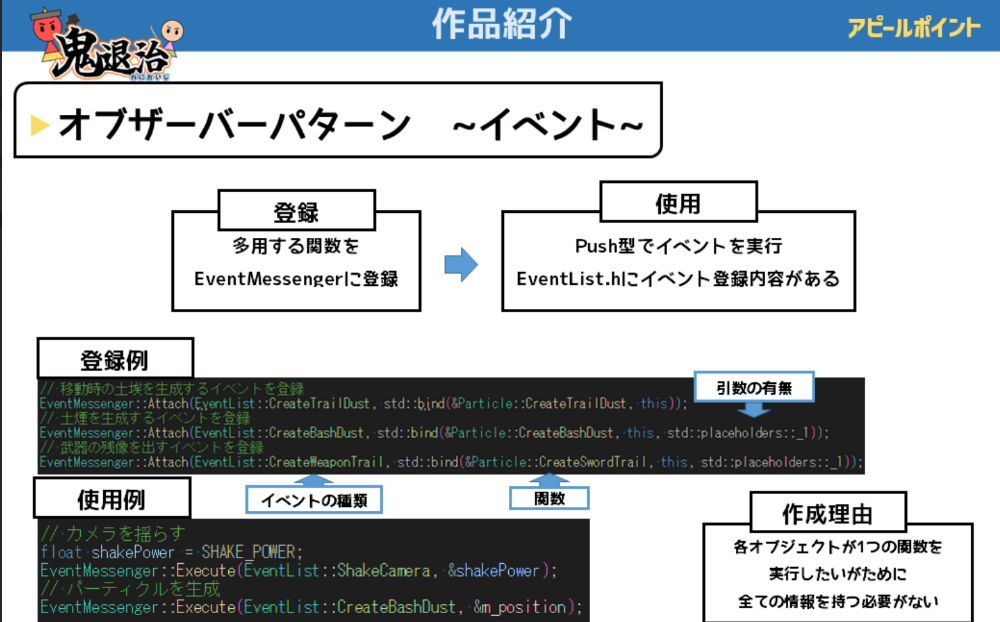 作品紹介
アピールポイント
鬼退治
おにたいじ
オブザーバーパターン ~イベント~
登録
多用する関数を
EventMessengerに登録
使用
Push型でイベントを実行
EventList.hにイベント登録内容がある
登録例
// 移動時の土埃を生成するイベントを登録
EventMessenger::Attach(EventList::CreateTrailDust, std::bind(&Particle::CreateTrailDust, this));
引数の有無
// 土煙を生成するイベントを登録
EventMessenger::Attach(EventList::CreateBashDust, std::bind(&Particle::CreateBashDust, this, std::placeholders::_1));
// 武器の残像を出すイベントを登録
EventMessenger::Attach(EventList::CreateWeaponTrail, std::bind(&Particle::CreateSwordTrail, this, std::placeholders::_1));
イベントの種類
関数
使用例
// カメラを揺らす
float shakePower = SHAKE_POWER;
EventMessenger::Execute(EventList::ShakeCamera, &shakePower);
// パーティクルを生成
EventMessenger::Execute(EventList::CreateBashDust, &m_position);
作成理由
各オブジェクトが1つの関数を
実行したいがために
全ての情報を持つ必要がない